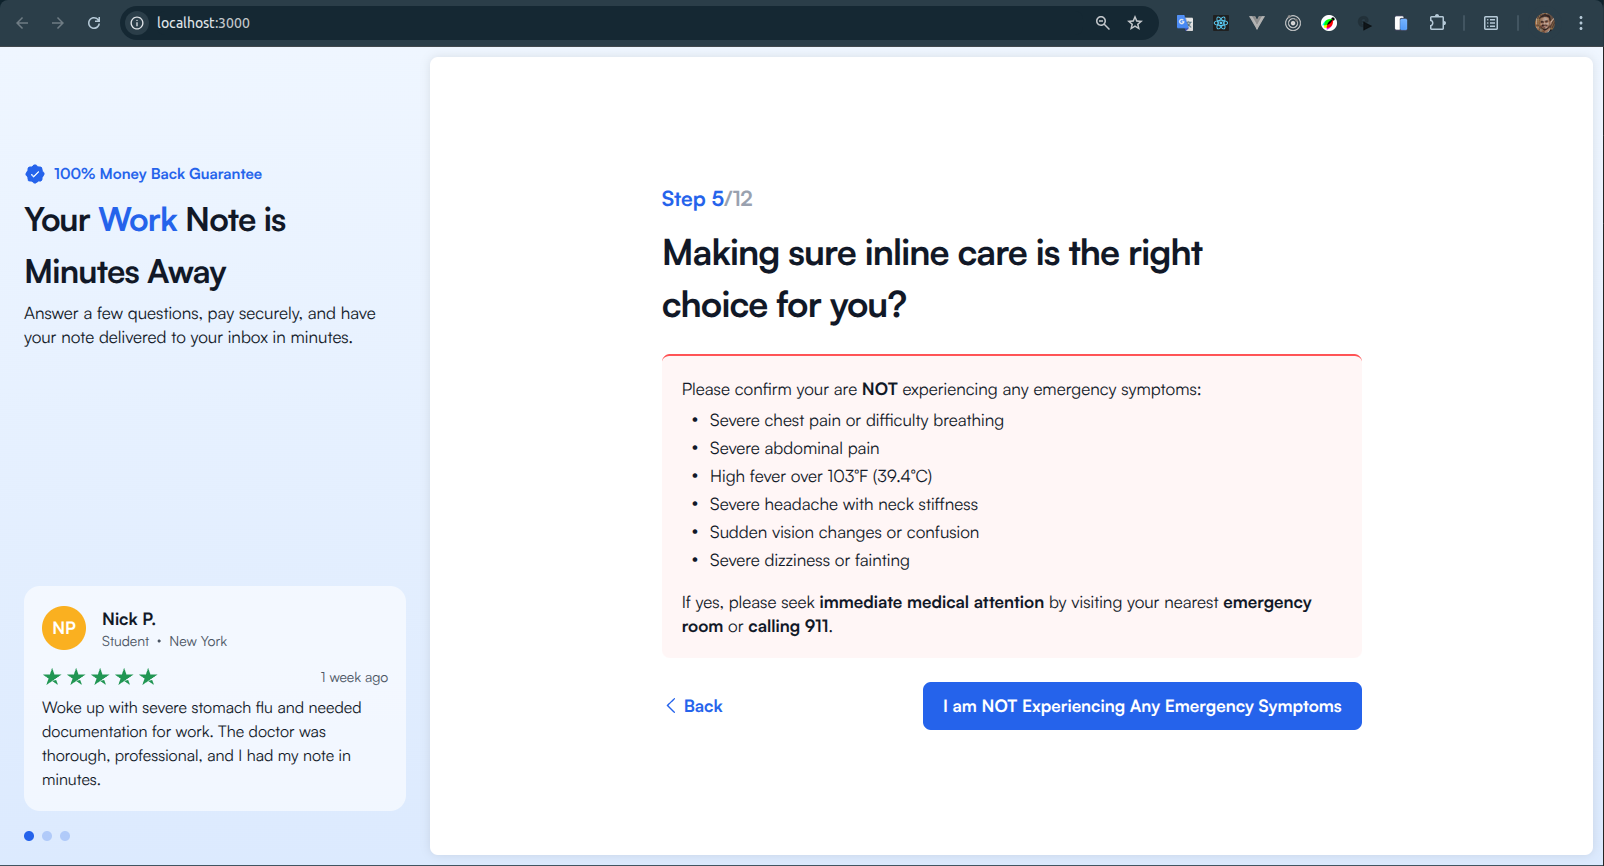 localhost:3000
100% Money Back Guarantee
Your Work Note is
Minutes Away
Answer a few questions, pay securely, and have
your note delivered to your inbox in minutes.
NP
Nick P.
Student • New York
1 week ago
Woke up with severe stomach flu and needed
documentation for work. The doctor was
thorough, professional, and I had my note in
minutes.
Step 5/12
Making sure inline care is the right
choice for you?
Please confirm your are NOT experiencing any emergency symptoms:
• Severe chest pain or difficulty breathing
• Severe abdominal pain
• High fever over 103°F (39.4°C)
• Severe headache with neck stiffness
• Sudden vision changes or confusion
• Severe dizziness or fainting
If yes, please seek immediate medical attention by visiting your nearest emergency
room or calling 911.
Back
I am NOT Experiencing Any Emergency Symptoms